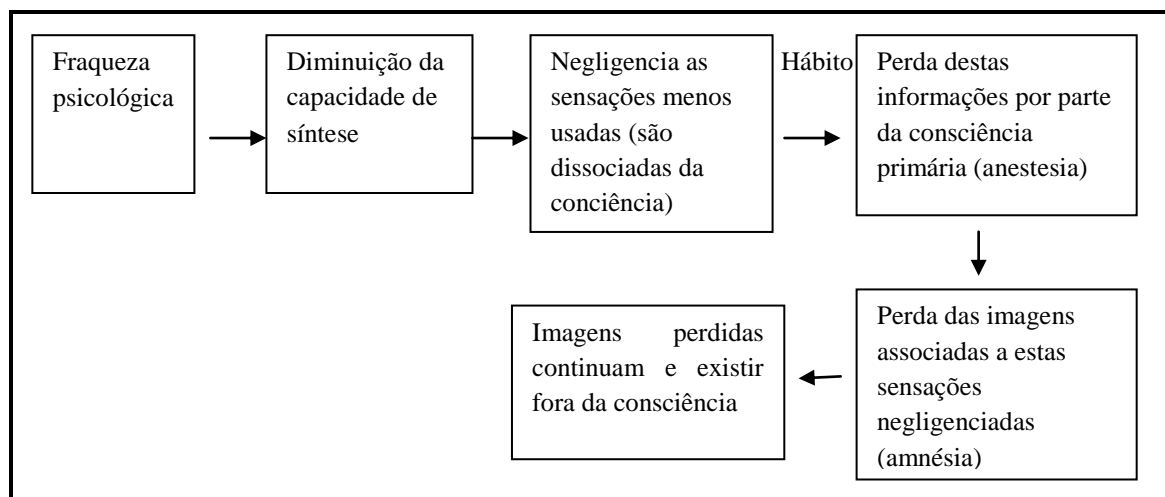 Fraqueza
psicológica
Diminuição da
capacidade de
síntese
Negligencia as
sensações menos
usadas (são
dissociadas da
conciência)
Hábito
Perda destas
informações por parte
da consciência
primária (anestesia)
Perda das imagens
associadas a estas
sensações
negligenciadas
(amnésia)
Imagens perdidas
continuam e existir
fora da consciência